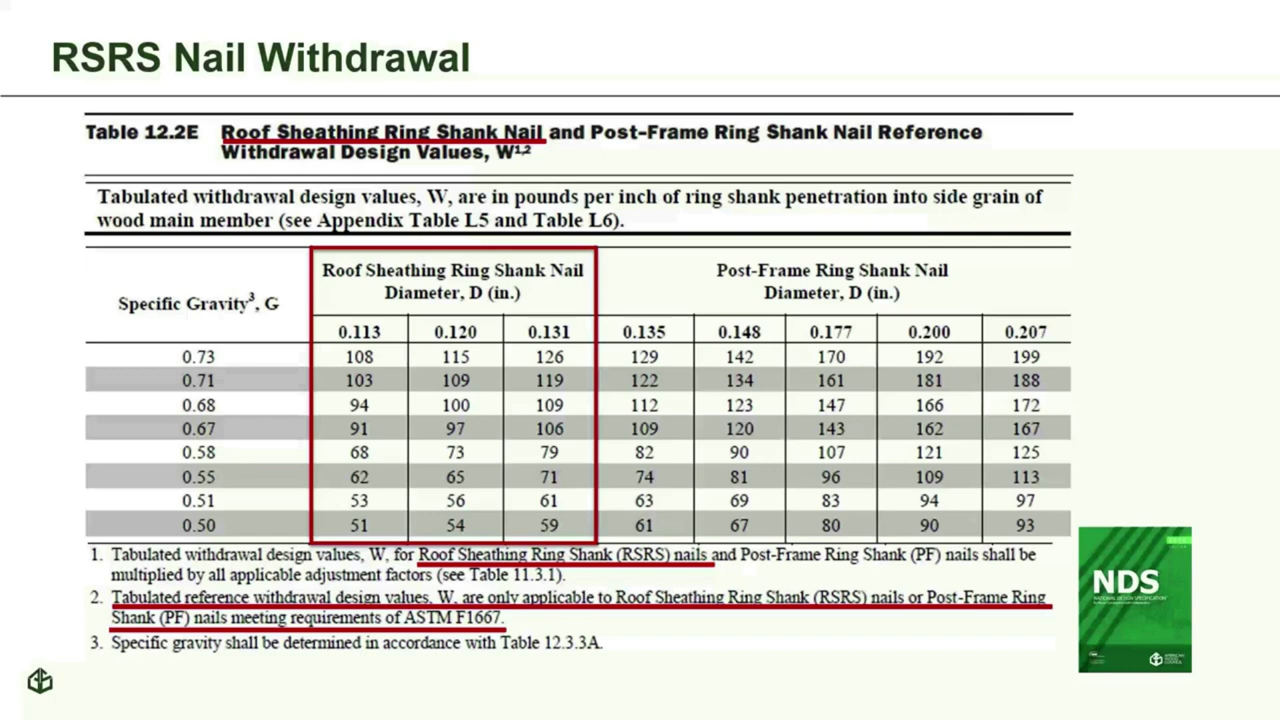 RSRS Nail Withdrawal
Table 12.2E Roof Sheathing Ring Shank Nail and Post-Frame Ring Shank Nail Reference
Withdrawal Design Values, W1,2
Tabulated withdrawal design values, W, are in pounds per inch of ring shank penetration into side grain of
wood main member (see Appendix Table L5 and Table L6).
Specific Gravity3, G
Roof Sheathing Ring Shank Nail
Diameter, D (in.)
Post-Frame Ring Shank Nail
Diameter, D (in.)
0.113 0.120 0.131 0.135 0.148 0.177 0.200 0.207
0.73 108 115 126 129 142 170 192 199
0.71 103 109 119 122 134 161 181 188
0.68 94 100 109 112 123 147 166 172
0.67 91 97 106 109 120 143 162 167
0.58 68 73 79 82 90 107 121 125
0.55 62 65 71 74 81 96 109 113
0.51 53 56 61 63 69 83 94 97
0.50 51 54 59 61 67 80 90 93
1. Tabulated withdrawal design values, W, for Roof Sheathing Ring Shank (RSRS) nails and Post-Frame Ring Shank (PF) nails shall be
multiplied by all applicable adjustment factors (see Table 11.3.1).
2. Tabulated reference withdrawal design values, W, are only applicable to Roof Sheathing Ring Shank (RSRS) nails or Post-Frame Ring
Shank (PF) nails meeting requirements of ASTM F1667.
3. Specific gravity shall be determined in accordance with Table 12.3.3A.
NDS
NATIONAL DESIGN SPECIFICATION
AMERICAN
WOOD
COUNCIL